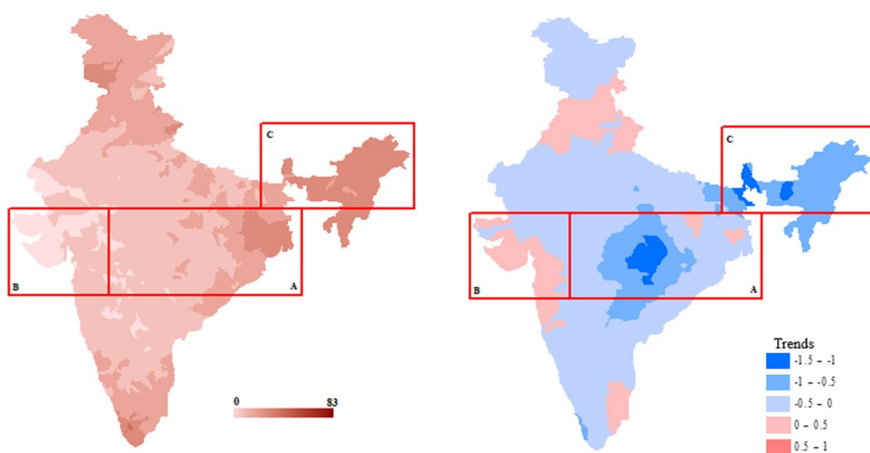 C
B
A
0
83
C
B
A
Trends
-1.5 – -1
-1 – -0.5
-0.5 – 0
0 – 0.5
0.5 – 1